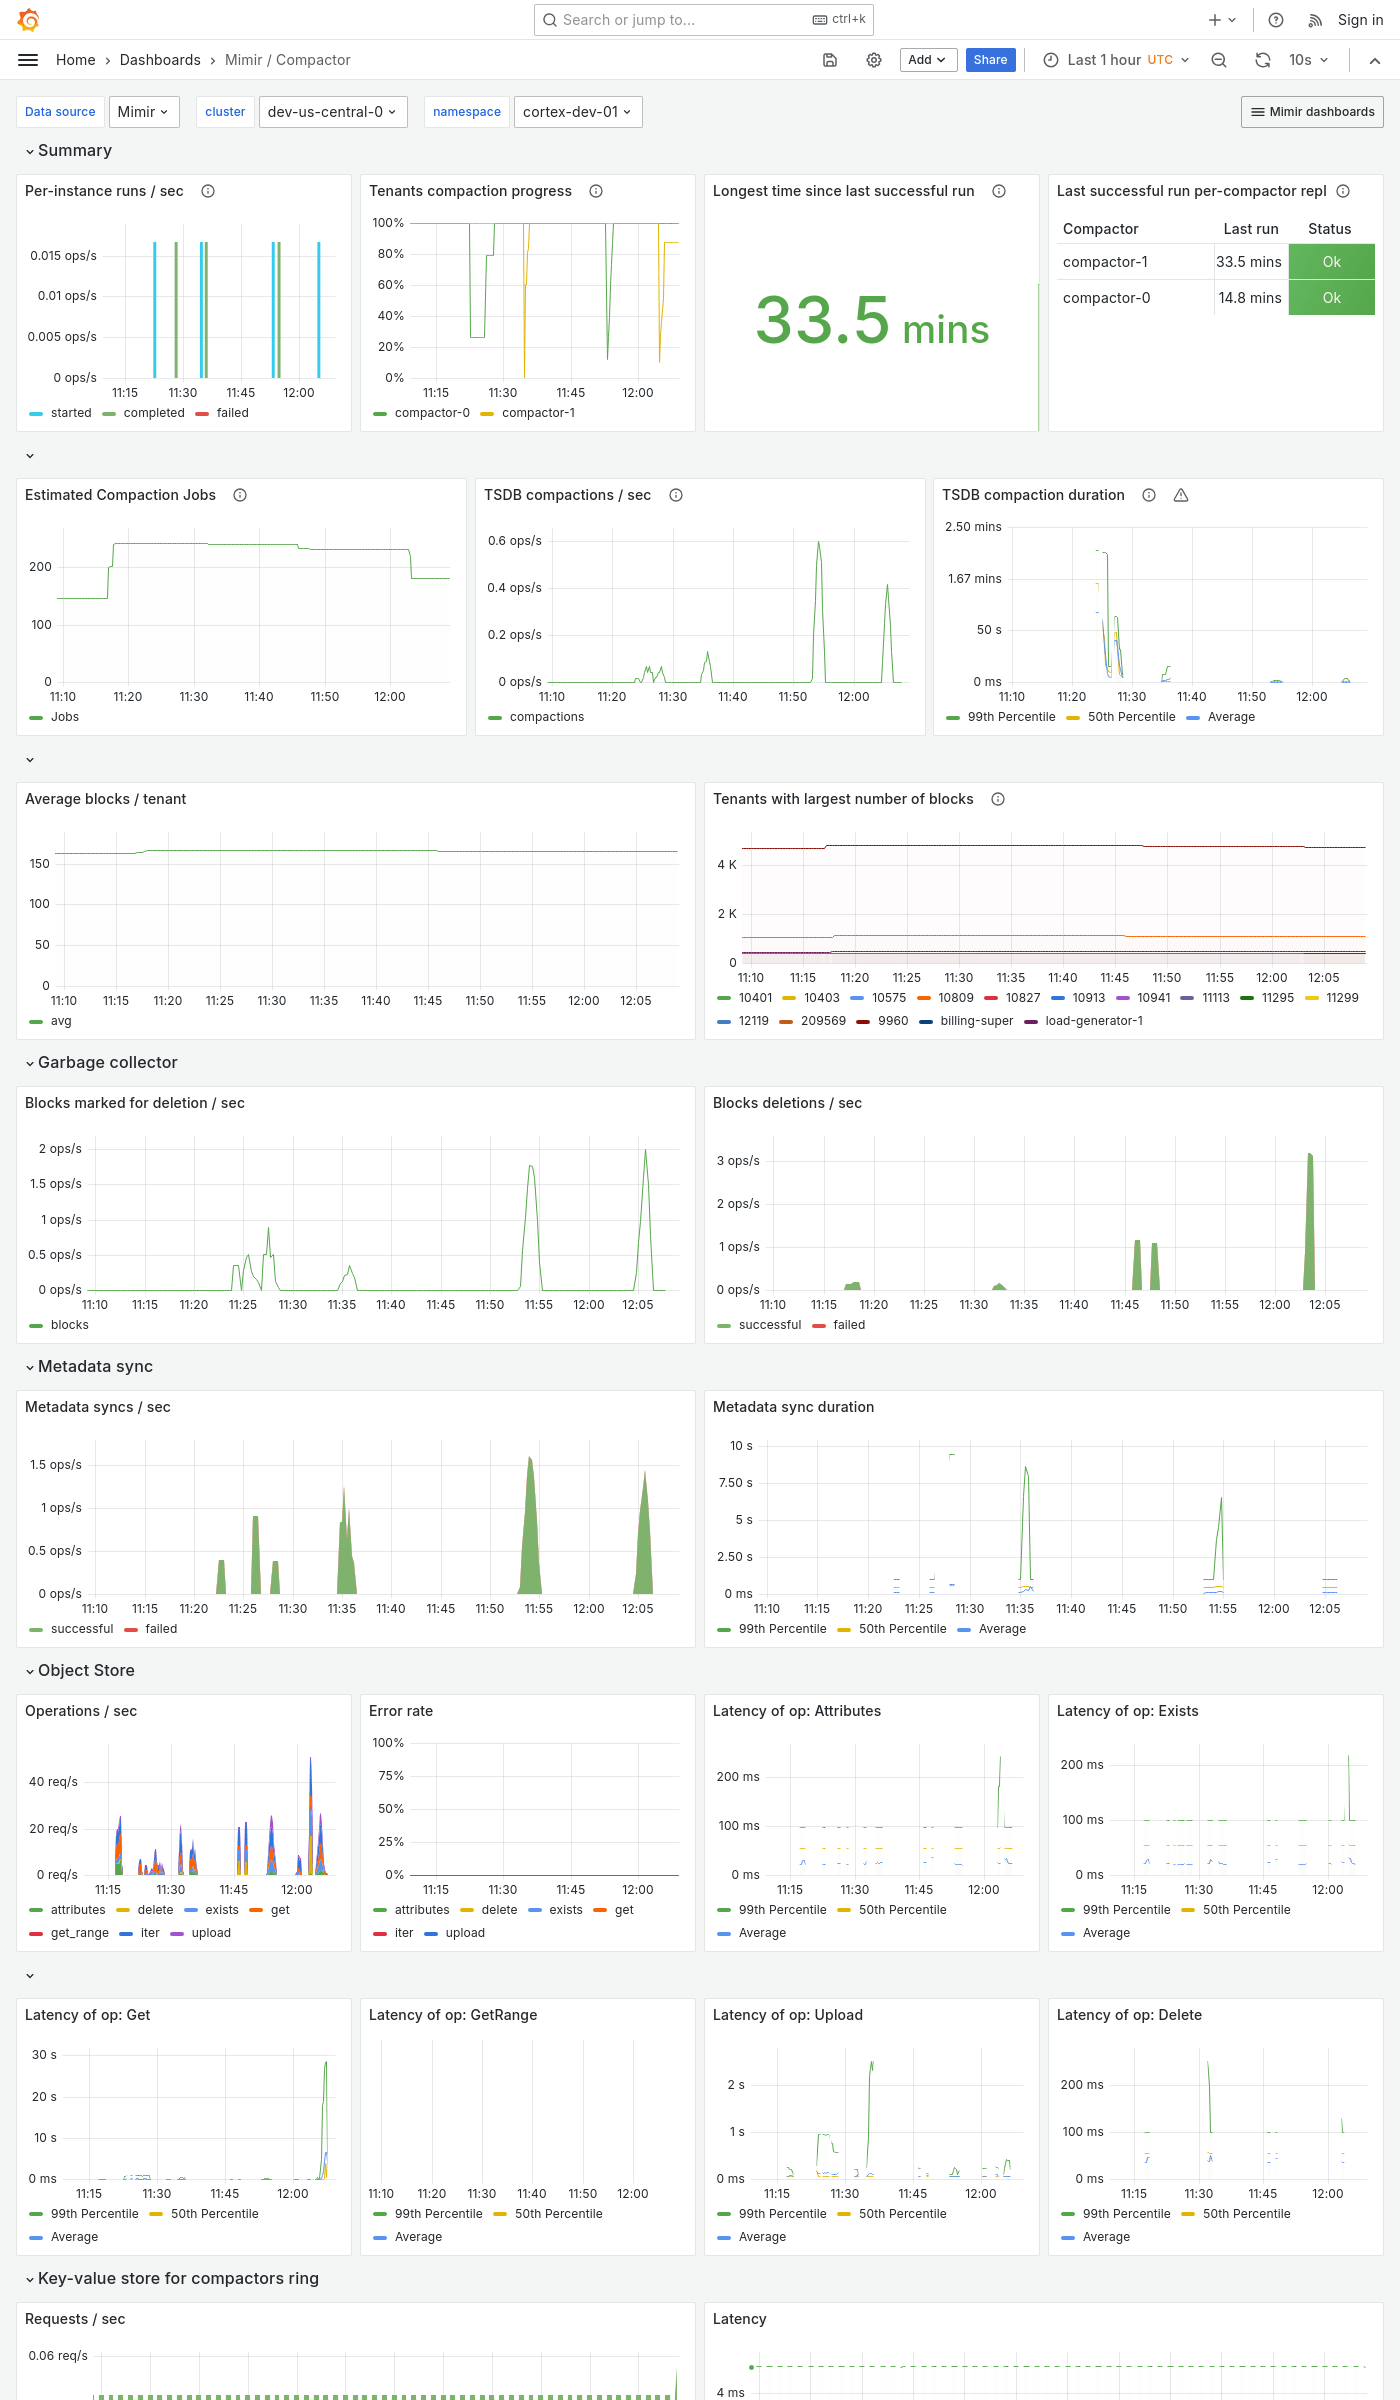 Search or jump to...
ctrl+k
Sign in
Home
Dashboards
Mimir / Compactor
Add
Share
Last 1 hour UTC
10s
Data source
Mimir
cluster
dev-us-central-0
namespace
cortex-dev-01
Mimir dashboards
Summary
Per-instance runs / sec
0.015 ops/s
0.01 ops/s
0.005 ops/s
0 ops/s
11:15 11:30 11:45 12:00
started completed failed
Tenants compaction progress
100%
80%
60%
40%
20%
0%
11:15 11:30 11:45 12:00
compactor-0 compactor-1
Longest time since last successful run
33.5 mins
Last successful run per-compactor repl
Compactor Last run Status
compactor-1 33.5 mins Ok
compactor-0 14.8 mins Ok
Estimated Compaction Jobs
200
100
0
11:10 11:20 11:30 11:40 11:50 12:00
Jobs
TSDB compactions / sec
0.6 ops/s
0.4 ops/s
0.2 ops/s
0 ops/s
11:10 11:20 11:30 11:40 11:50 12:00
compactions
TSDB compaction duration
2.50 mins
1.67 mins
50 s
0 ms
11:10 11:20 11:30 11:40 11:50 12:00
99th Percentile 50th Percentile Average
Average blocks / tenant
150
100
50
0
11:10 11:15 11:20 11:25 11:30 11:35 11:40 11:45 11:50 11:55 12:00 12:05
avg
Tenants with largest number of blocks
4 K
2 K
0
11:10 11:15 11:20 11:25 11:30 11:35 11:40 11:45 11:50 11:55 12:00 12:05
10401 10403 10575 10809 10827 10913 10941 11113 11295 11299
12119 209569 9960 billing-super load-generator-1
Garbage collector
Blocks marked for deletion / sec
2 ops/s
1.5 ops/s
1 ops/s
0.5 ops/s
0 ops/s
11:10 11:15 11:20 11:25 11:30 11:35 11:40 11:45 11:50 11:55 12:00 12:05
blocks
Blocks deletions / sec
3 ops/s
2 ops/s
1 ops/s
0 ops/s
11:10 11:15 11:20 11:25 11:30 11:35 11:40 11:45 11:50 11:55 12:00 12:05
successful failed
Metadata sync
Metadata syncs / sec
1.5 ops/s
1 ops/s
0.5 ops/s
0 ops/s
11:10 11:15 11:20 11:25 11:30 11:35 11:40 11:45 11:50 11:55 12:00 12:05
successful failed
Metadata sync duration
10 s
7.50 s
5 s
2.50 s
0 ms
11:10 11:15 11:20 11:25 11:30 11:35 11:40 11:45 11:50 11:55 12:00 12:05
99th Percentile 50th Percentile Average
Object Store
Operations / sec
40 req/s
20 req/s
0 req/s
11:15 11:30 11:45 12:00
attributes delete exists get
get_range iter upload
Error rate
100%
75%
50%
25%
0%
11:15 11:30 11:45 12:00
attributes delete exists get
iter upload
Latency of op: Attributes
200 ms
100 ms
0 ms
11:15 11:30 11:45 12:00
99th Percentile 50th Percentile
Average
Latency of op: Exists
200 ms
100 ms
0 ms
11:15 11:30 11:45 12:00
99th Percentile 50th Percentile
Average
Latency of op: Get
30 s
20 s
10 s
0 ms
11:15 11:30 11:45 12:00
99th Percentile 50th Percentile
Average
Latency of op: GetRange
11:10 11:20 11:30 11:40 11:50 12:00
99th Percentile 50th Percentile
Average
Latency of op: Upload
2 s
1 s
0 ms
11:15 11:30 11:45 12:00
99th Percentile 50th Percentile
Average
Latency of op: Delete
200 ms
100 ms
0 ms
11:15 11:30 11:45 12:00
99th Percentile 50th Percentile
Average
Key-value store for compactors ring
Requests / sec
0.06 req/s
Latency
4 ms